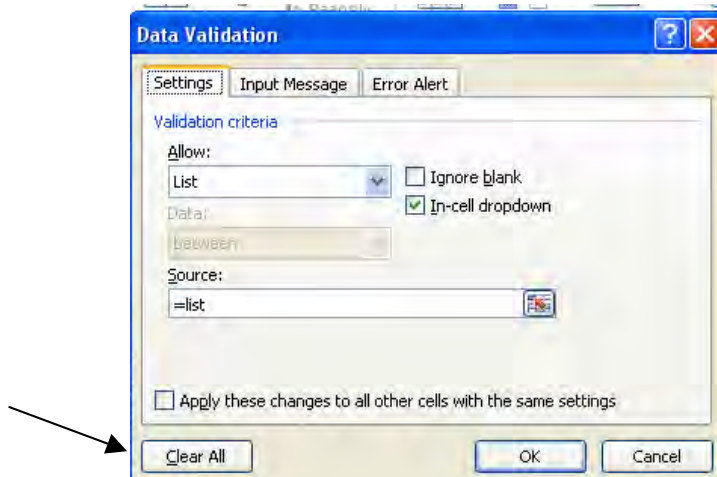 Data Validation
Settings Input Message Error Alert
Validation criteria
Allow:
List
Ignore blank
Data:
In-cell dropdown
between
Source:
=list
Apply these changes to all other cells with the same settings
Clear All OK Cancel